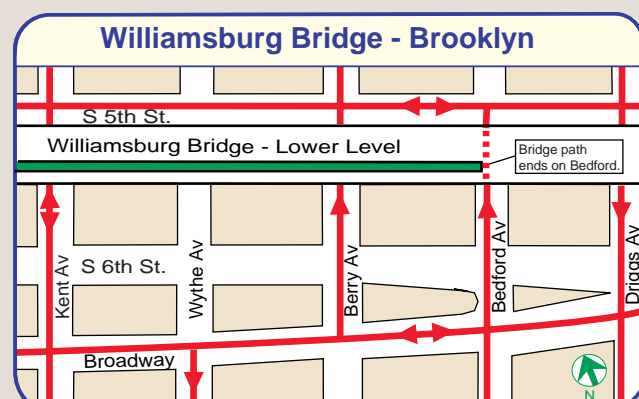 Williamsburg Bridge - Brooklyn
S 5th St.
Williamsburg Bridge - Lower Level
Bridge path
ends on Bedford.
Kent Av
S 6th St.
Wythe Av
Berry Av
Bedford Av
Driggs Av
Broadway
N